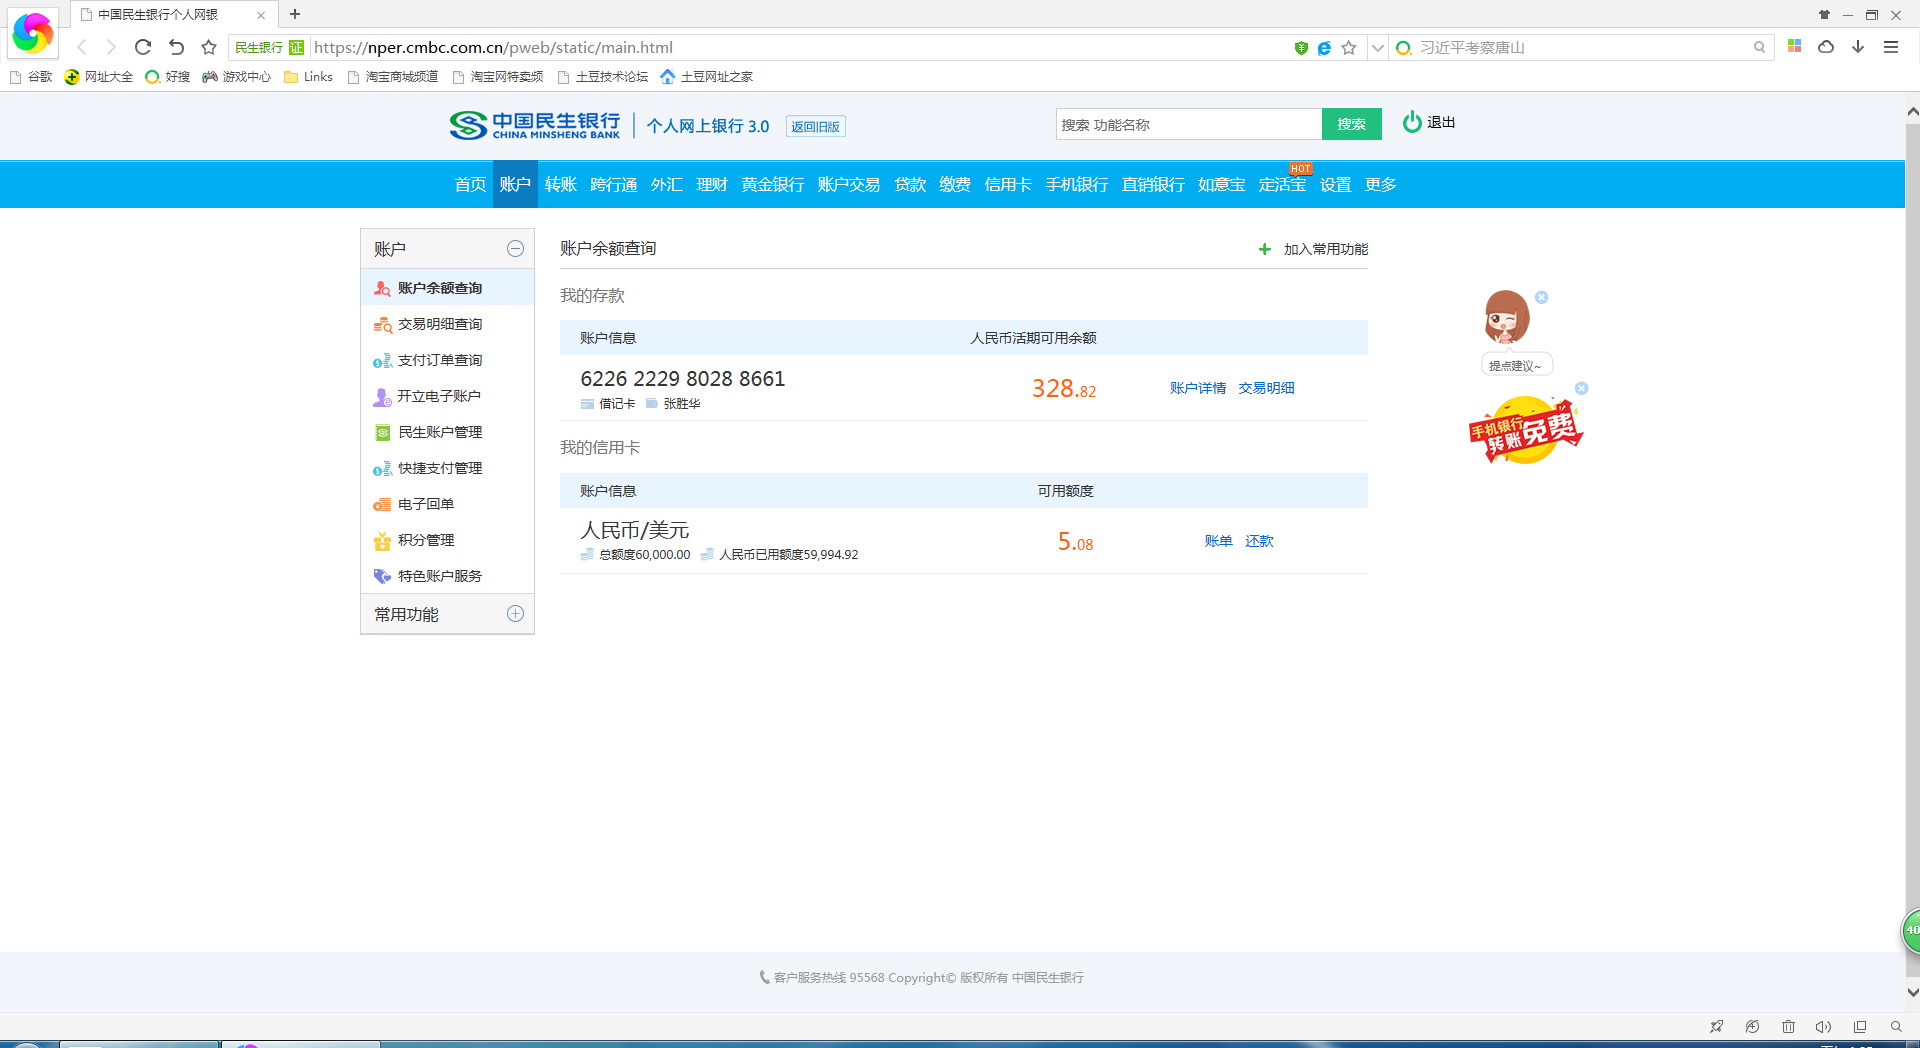 中国民生银行个人网银
民生银行 证 https://nper.cmbc.com.cn/pweb/static/main.html
习近平考察唐山
谷歌 网址大全 好搜 游戏中心 Links 淘宝商城频道 淘宝网特卖频 土豆技术论坛 土豆网址之家
中国民生银行 CHINA MINSHENG BANK 个人网上银行 3.0 返回旧版
搜索 功能名称 搜索 退出
HOT
首页 账户 转账 跨行通 外汇 理财 黄金银行 账户交易 贷款 缴费 信用卡 手机银行 直销银行 如意宝 定活宝 设置 更多
账户
账户余额查询
交易明细查询
支付订单查询
开立电子账户
民生账户管理
快捷支付管理
电子回单
积分管理
特色账户服务
常用功能
账户余额查询 加入常用功能
我的存款
账户信息 人民币活期可用余额
6226 2229 8028 8661
借记卡 张胜华
328.82 账户详情 交易明细
我的信用卡
账户信息 可用额度
人民币/美元
总额度60,000.00 人民币已用额度59,994.92
5.08 账单 还款
提点建议~
手机银行
转账免费
40
客户服务热线 95568 Copyright© 版权所有 中国民生银行